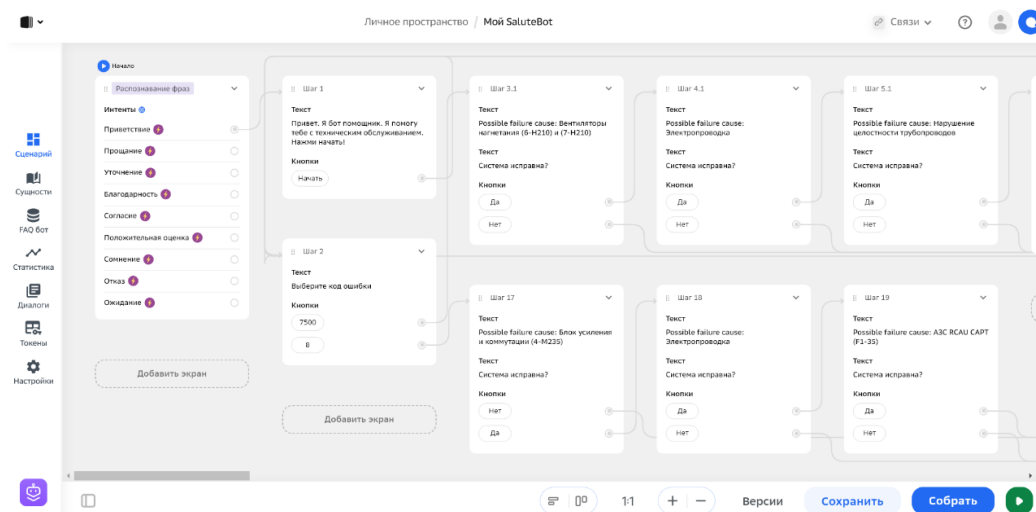 Личное пространство / Мой SaluteBot
Связи
Сценарий
Сущности
FAQ бот
Статистика
Диалоги
Токены
Настройки
Начало
Распознавание фраз
Интенты
Приветствие
Прощание
Уточнение
Благодарность
Согласие
Положительная оценка
Сомнение
Отказ
Ожидание
Добавить экран
Шаг 1
Текст
Привет. Я бот помощник. Я помогу
тебе с техническим обслуживанием.
Нажми начать!
Кнопки
Начать
Шаг 2
Текст
Выберите код ошибки
Кнопки
7500
8
Добавить экран
Шаг 3.1
Текст
Possible failure cause: Вентиляторы
нагнетания (6-H210) и (7-H210)
Текст
Система исправна?
Кнопки
Да
Нет
Шаг 4.1
Текст
Possible failure cause:
Электропроводка
Текст
Система исправна?
Кнопки
Да
Нет
Шаг 5.1
Текст
Possible failure cause: Нарушение
целостности трубопроводов
Текст
Система исправна?
Кнопки
Да
Нет
Шаг 17
Текст
Possible failure cause: Блок усиления
и коммутации (4-M235)
Текст
Система исправна?
Кнопки
Нет
Да
Шаг 18
Текст
Possible failure cause:
Электропроводка
Текст
Система исправна?
Кнопки
Да
Нет
Шаг 19
Текст
Possible failure cause: АЗС RCAU CAPT
(F1-35)
Текст
Система исправна?
Кнопки
Да
Нет
1:1
Версии
Сохранить
Собрать